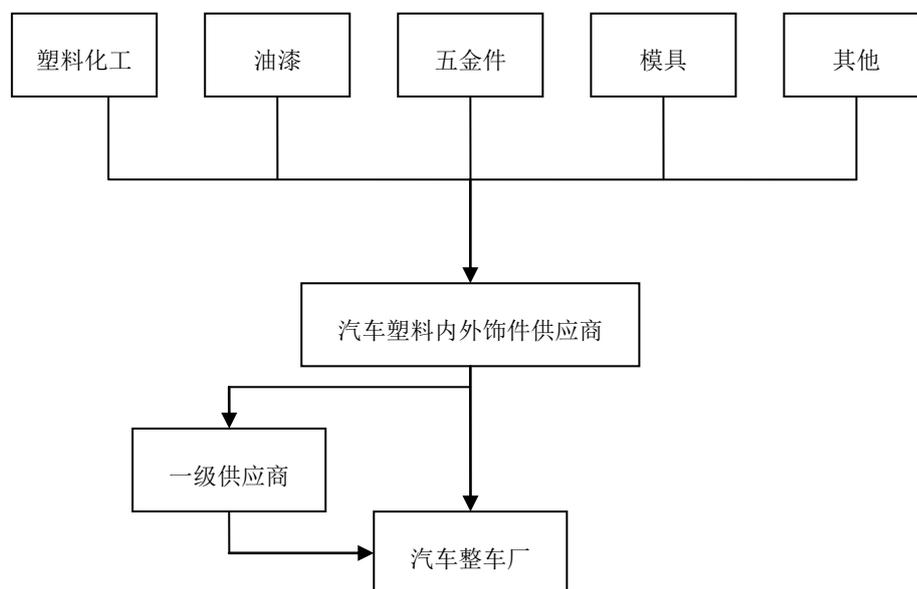 塑料化工
油漆
五金件
模具
其他
汽车塑料内外饰件供应商
一级供应商
汽车整车厂